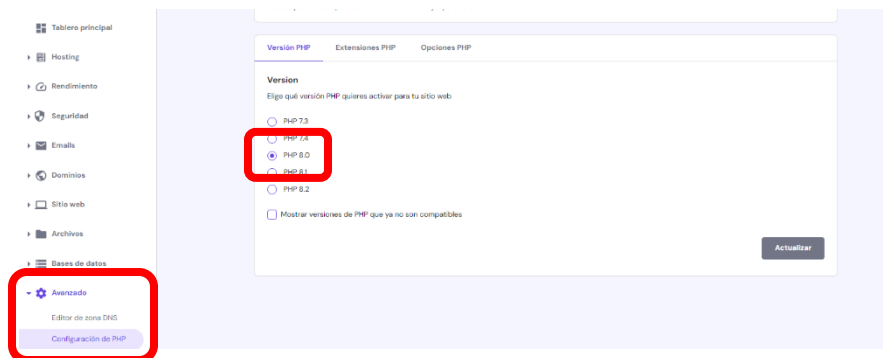 Tablero principal
Hosting
Rendimiento
Seguridad
Emails
Dominios
Sitio web
Archivos
Bases de datos
Avanzado
Editor de zona DNS
Configuración de PHP
Versión PHP Extensiones PHP Opciones PHP
Version
Elige qué versión PHP quieres activar para tu sitio web
PHP 7.3
PHP 7.4
PHP 8.0
PHP 8.1
PHP 8.2
Mostrar versiones de PHP que ya no son compatibles
Actualizar